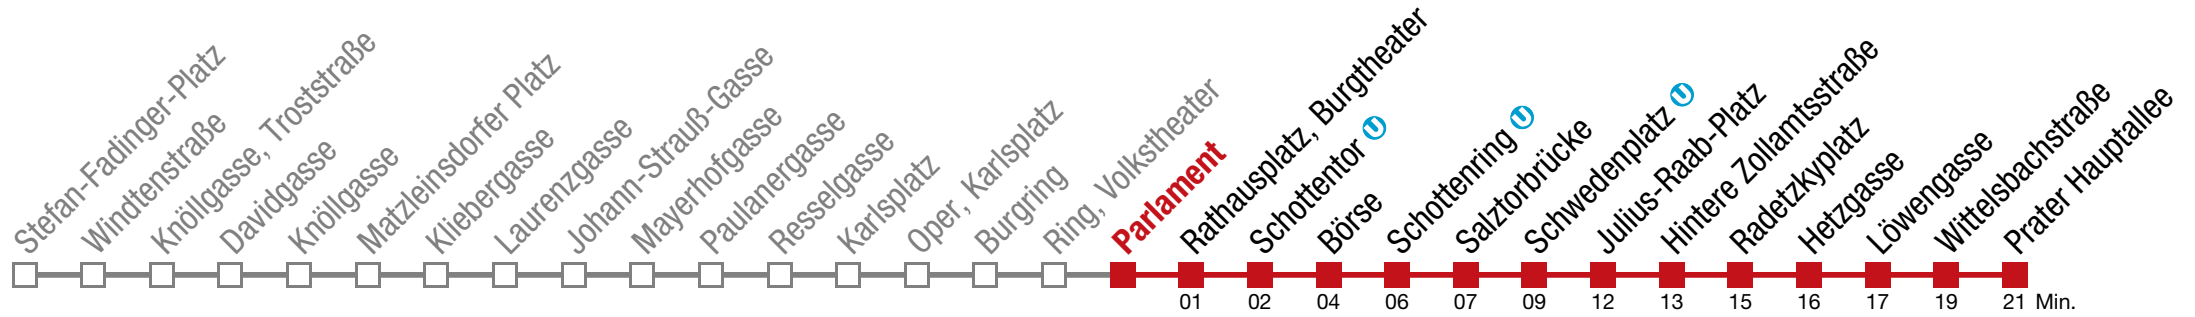 Stefan-Fadinger-Platz
Windtenstraße
Knöllgasse, Troststraße
Davidgasse
Knöllgasse
Matzleinsdorfer Platz
Kliebergasse
Laurenzgasse
Johann-Strauß-Gasse
Mayerhofgasse
Paulanergasse
Resselgasse
Karlsplatz
Oper, Karlsplatz
Burgring
Ring, Volkstheater
Parlament
Rathausplatz, Burgtheater
Schottentor U
Börse
Schottenring U
Salztorbrücke
Schwedenplatz U
Julius-Raab-Platz
Hintere Zollamtsstraße
Radetzkyplatz
Hetzgasse
Löwengasse
Wittelsbachstraße
Prater Hauptallee
01 02 04 06 07 09 12 13 15 16 17 19 21 Min.